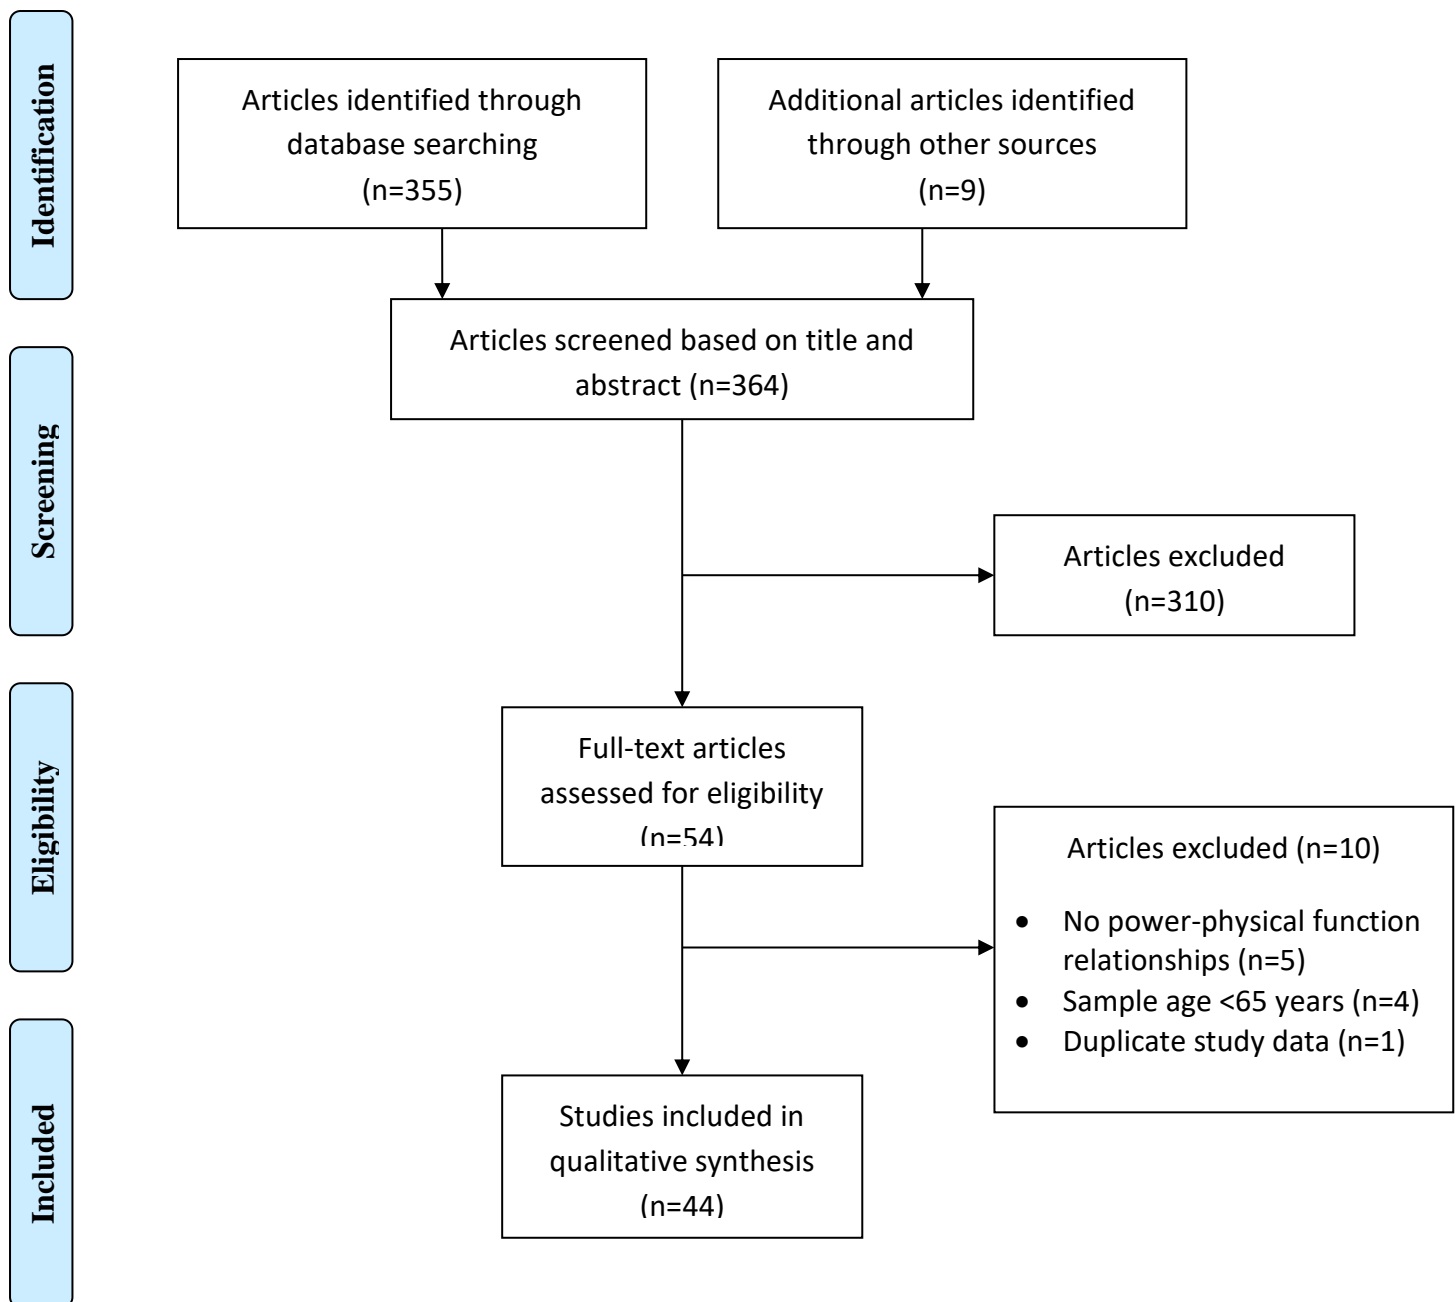 Identification
Articles identified through
database searching
(n=355)
Additional articles identified
through other sources
(n=9)
Articles screened based on title and
abstract (n=364)
Screening
Articles excluded
(n=310)
Eligibility
Full-text articles
assessed for eligibility
(n=54)
Articles excluded (n=10)
• No power-physical function
relationships (n=5)
• Sample age <65 years (n=4)
• Duplicate study data (n=1)
Included
Studies included in
qualitative synthesis
(n=44)